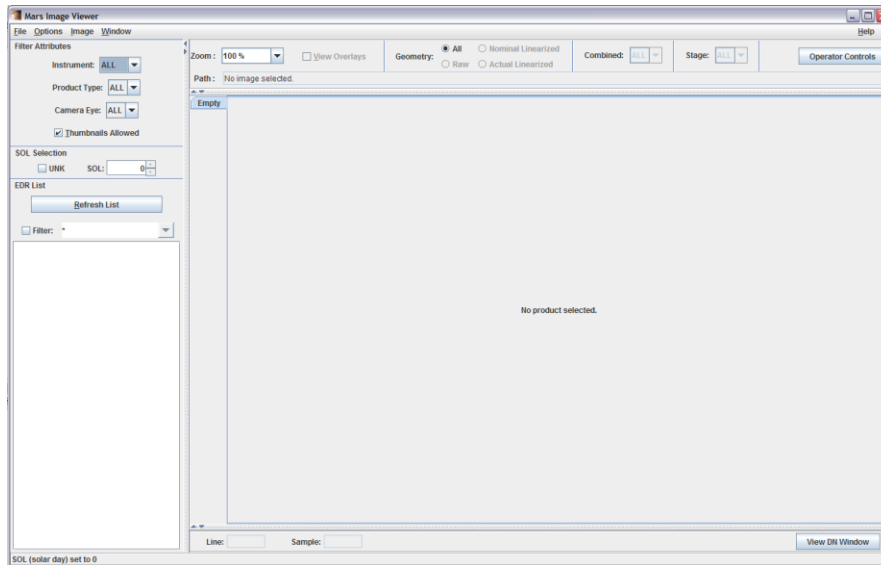 Mars Image Viewer
File Options Image Window Help
Filter Attributes
Instrument: ALL
Product Type: ALL
Camera Eye: ALL
Thumbnails Allowed
SOL Selection
UNK SOL: 0
EDR List
Refresh List
Filter: *
Zoom : 100 % View Overlays Geometry: All Nominal Linearized Combined: ALL Stage: ALL Operator Controls
Raw Actual Linearized
Path : No image selected.
Empty
No product selected.
Line: Sample: View DN Window
SOL (solar day) set to 0